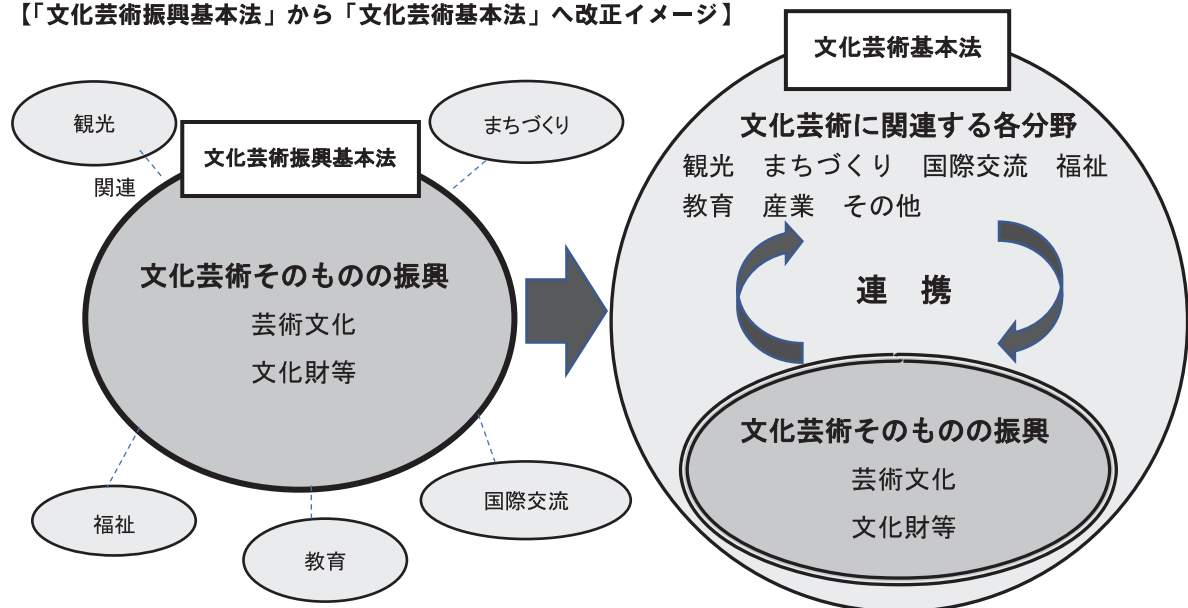 【「文化芸術振興基本法」から「文化芸術基本法」へ改正イメージ】
観光
まちづくり
文化芸術振興基本法
関連
文化芸術そのものの振興
芸術文化
文化財等
福祉
教育
国際交流
文化芸術基本法
文化芸術に関連する各分野
観光　まちづくり　国際交流　福祉
教育　産業　その他
連　携
文化芸術そのものの振興
芸術文化
文化財等